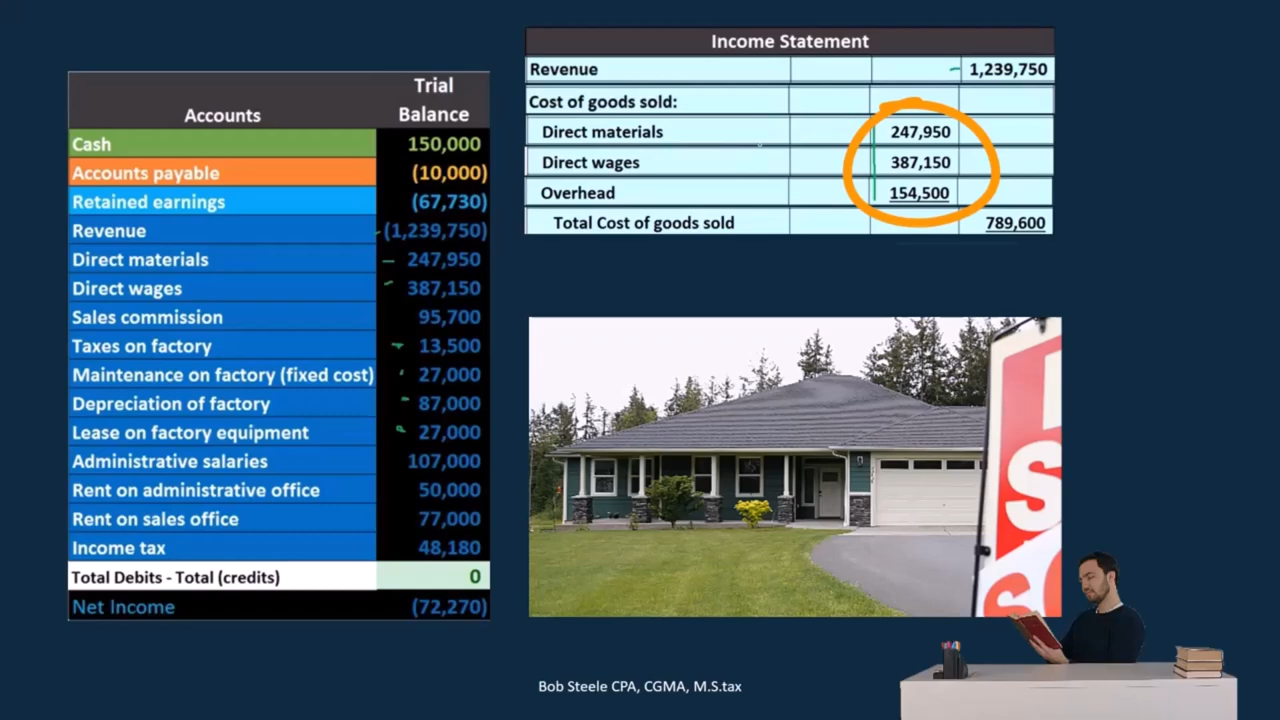 Accounts Trial Balance
Cash 150,000
Accounts payable (10,000)
Retained earnings (67,730)
Revenue (1,239,750)
Direct materials 247,950
Direct wages 387,150
Sales commission 95,700
Taxes on factory 13,500
Maintenance on factory (fixed cost) 27,000
Depreciation of factory 87,000
Lease on factory equipment 27,000
Administrative salaries 107,000
Rent on administrative office 50,000
Rent on sales office 77,000
Income tax 48,180
Total Debits - Total (credits) 0
Net Income (72,270)
Income Statement
Revenue 1,239,750
Cost of goods sold:
Direct materials 247,950
Direct wages 387,150
Overhead 154,500
Total Cost of goods sold 789,600
Bob Steele CPA, CGMA, M.S.tax